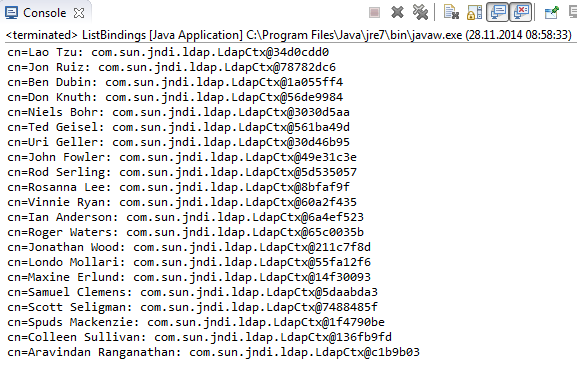 Console
<terminated> ListBindings [Java Application] C:\Program Files\Java\jre7\bin\javaw.exe (28.11.2014 08:58:33)
cn=Lao Tzu: com.sun.jndi.ldap.LdapCtx@34d0cdd0
cn=Jon Ruiz: com.sun.jndi.ldap.LdapCtx@78782dc6
cn=Ben Dubin: com.sun.jndi.ldap.LdapCtx@1a055ff4
cn=Don Knuth: com.sun.jndi.ldap.LdapCtx@56de9984
cn=Niels Bohr: com.sun.jndi.ldap.LdapCtx@3030d5aa
cn=Ted Geisel: com.sun.jndi.ldap.LdapCtx@561ba49d
cn=Uri Geller: com.sun.jndi.ldap.LdapCtx@30d46b95
cn=John Fowler: com.sun.jndi.ldap.LdapCtx@49e31c3e
cn=Rod Serling: com.sun.jndi.ldap.LdapCtx@5d535057
cn=Rosanna Lee: com.sun.jndi.ldap.LdapCtx@8bfaf9f
cn=Vinnie Ryan: com.sun.jndi.ldap.LdapCtx@60a2f435
cn=Ian Anderson: com.sun.jndi.ldap.LdapCtx@6a4ef523
cn=Roger Waters: com.sun.jndi.ldap.LdapCtx@65c0035b
cn=Jonathan Wood: com.sun.jndi.ldap.LdapCtx@211c7f8d
cn=Londo Mollari: com.sun.jndi.ldap.LdapCtx@55fa12f6
cn=Maxine Erlund: com.sun.jndi.ldap.LdapCtx@14f30093
cn=Samuel Clemens: com.sun.jndi.ldap.LdapCtx@5daabda3
cn=Scott Seligman: com.sun.jndi.ldap.LdapCtx@7488485f
cn=Spuds Mackenzie: com.sun.jndi.ldap.LdapCtx@1f4790be
cn=Colleen Sullivan: com.sun.jndi.ldap.LdapCtx@136fb9fd
cn=Aravindan Ranganathan: com.sun.jndi.ldap.LdapCtx@c1b9b03